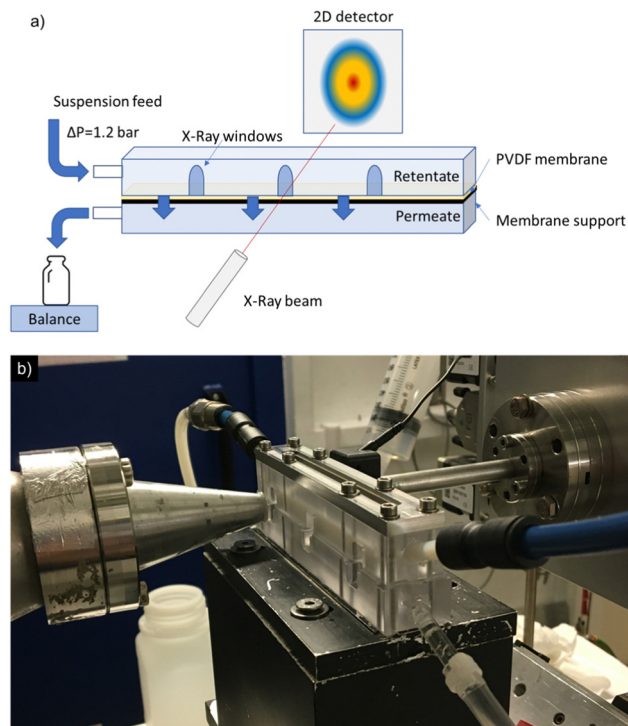 a)
2D detector
Suspension feed
ΔP=1.2 bar
X-Ray windows
PVDF membrane
Retentate
Permeate
Membrane support
X-Ray beam
Balance
b)